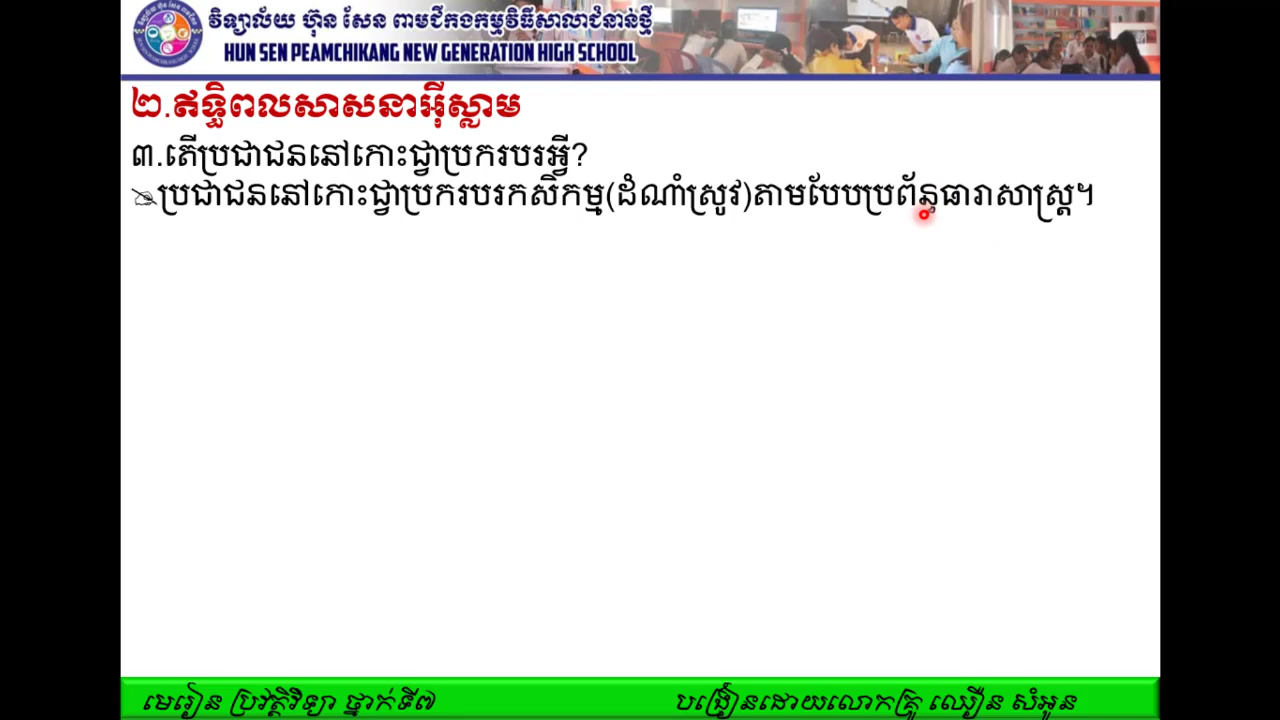 វិទ្យាល័យ ហ៊ុន សែន ពាមជីកងកម្មវិធីសាលាជំនាន់ថ្មី
HUN SEN PEAMCHIKANG NEW GENERATION HIGH SCHOOL
២.ឥទ្ធិពលសាសនាអ៊ីស្លាម
៣.តើប្រជាជននៅកោះជ្វាប្រករបរអ្វី?
ប្រជាជននៅកោះជ្វាប្រករបរកសិកម្ម(ដំណាំស្រូវ)តាមបែបប្រព័ន្ធធារាសាស្ត្រ។
មេរៀន ប្រវត្តិវិទ្យា ថ្នាក់ទី៧
បង្រៀនដោយលោកគ្រូ ឈឿន សំអូន